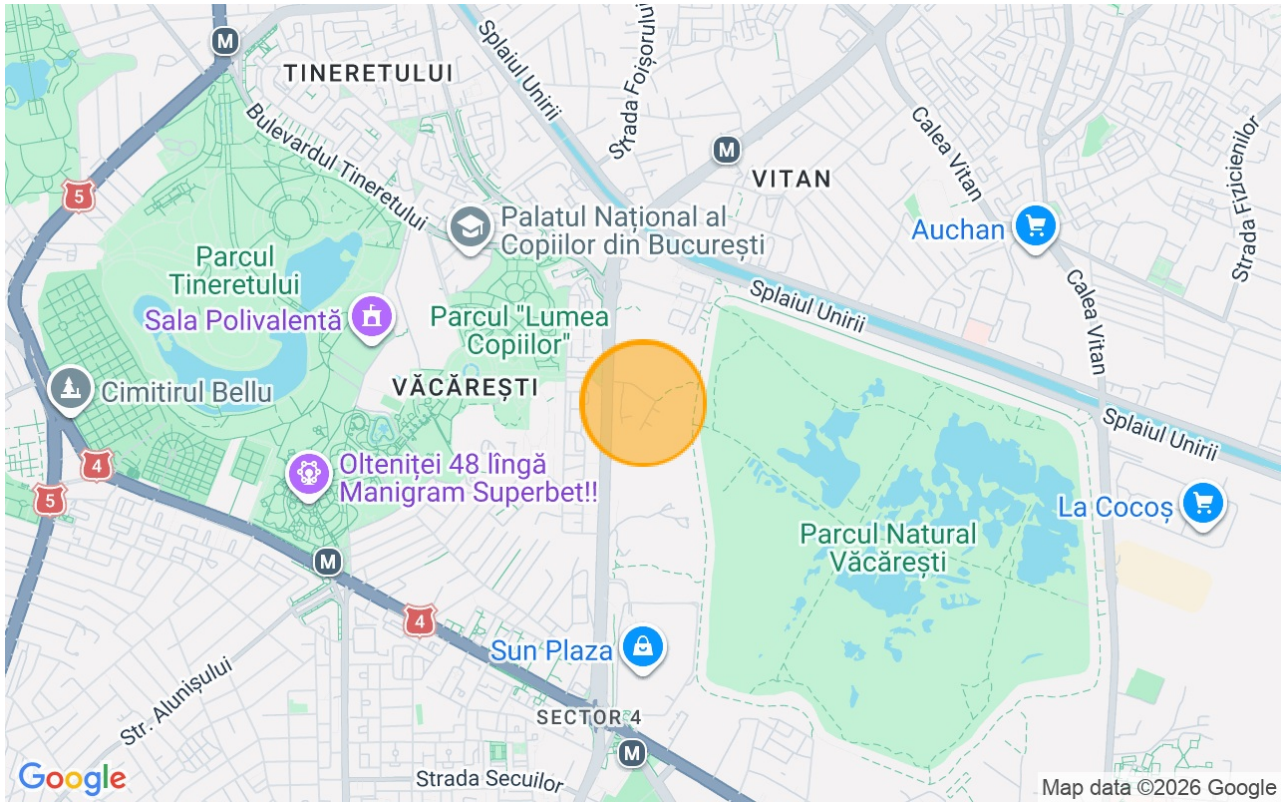 M
TINERETULUI
Splaiul Unirii
Strada Foișorului
Bulevardul Tineretului
M
VITAN
Calea Vitan
Strada Fizicienilor
5
Palatul Național al
Copiilor din București
Auchan
Parcul
Tineretului
Sala Polivalentă
Parcul "Lumea
Copiilor"
Splaiul Unirii
Calea Vitan
Cimitirul Bellu
VĂCĂREȘTI
Splaiul Unirii
4
5
Olteniței 48 lîngă
Manigram Superbet!!
La Cocoș
Parcul Natural
Văcărești
M
4
Sun Plaza
Str. Alunișului
SECTOR 4
M
Strada Secuilor
Google
Map data ©2026 Google